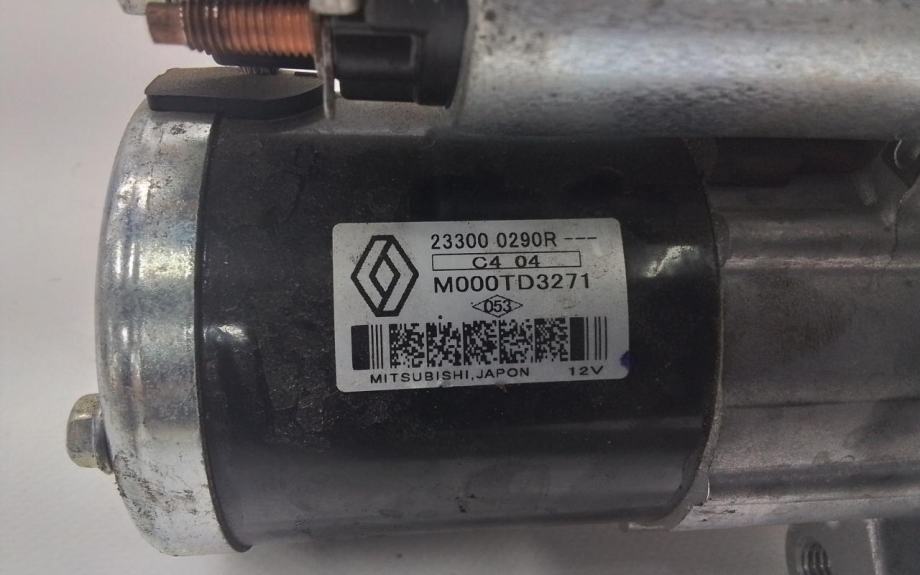 23300 0290R ---
C4 04
M000TD3271
053
MITSUBISHI,JAPON 12V